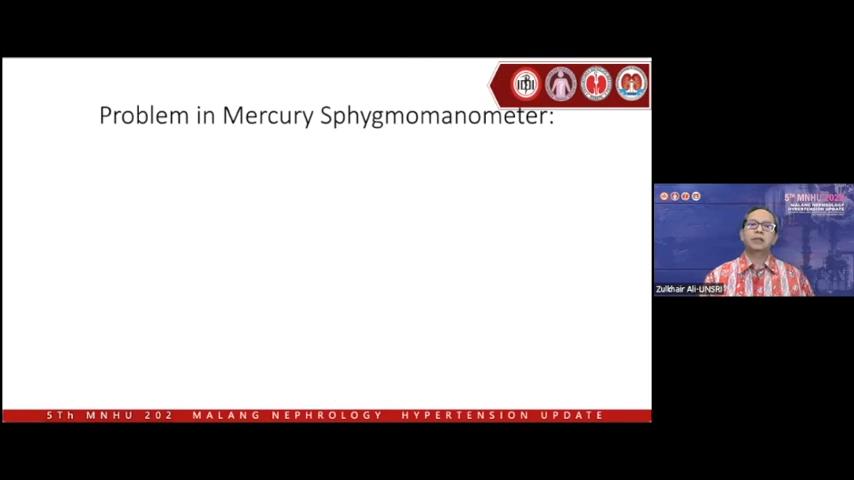 Problem in Mercury Sphygmomanometer:
5TH MNHU 202
MALANG NEPHROLOGY
HYPERTENSION UPDATE
Zulkhair Ali-UNSRI
5Th MNHU 202 MALANG NEPHROLOGY HYPERTENSION UPDATE